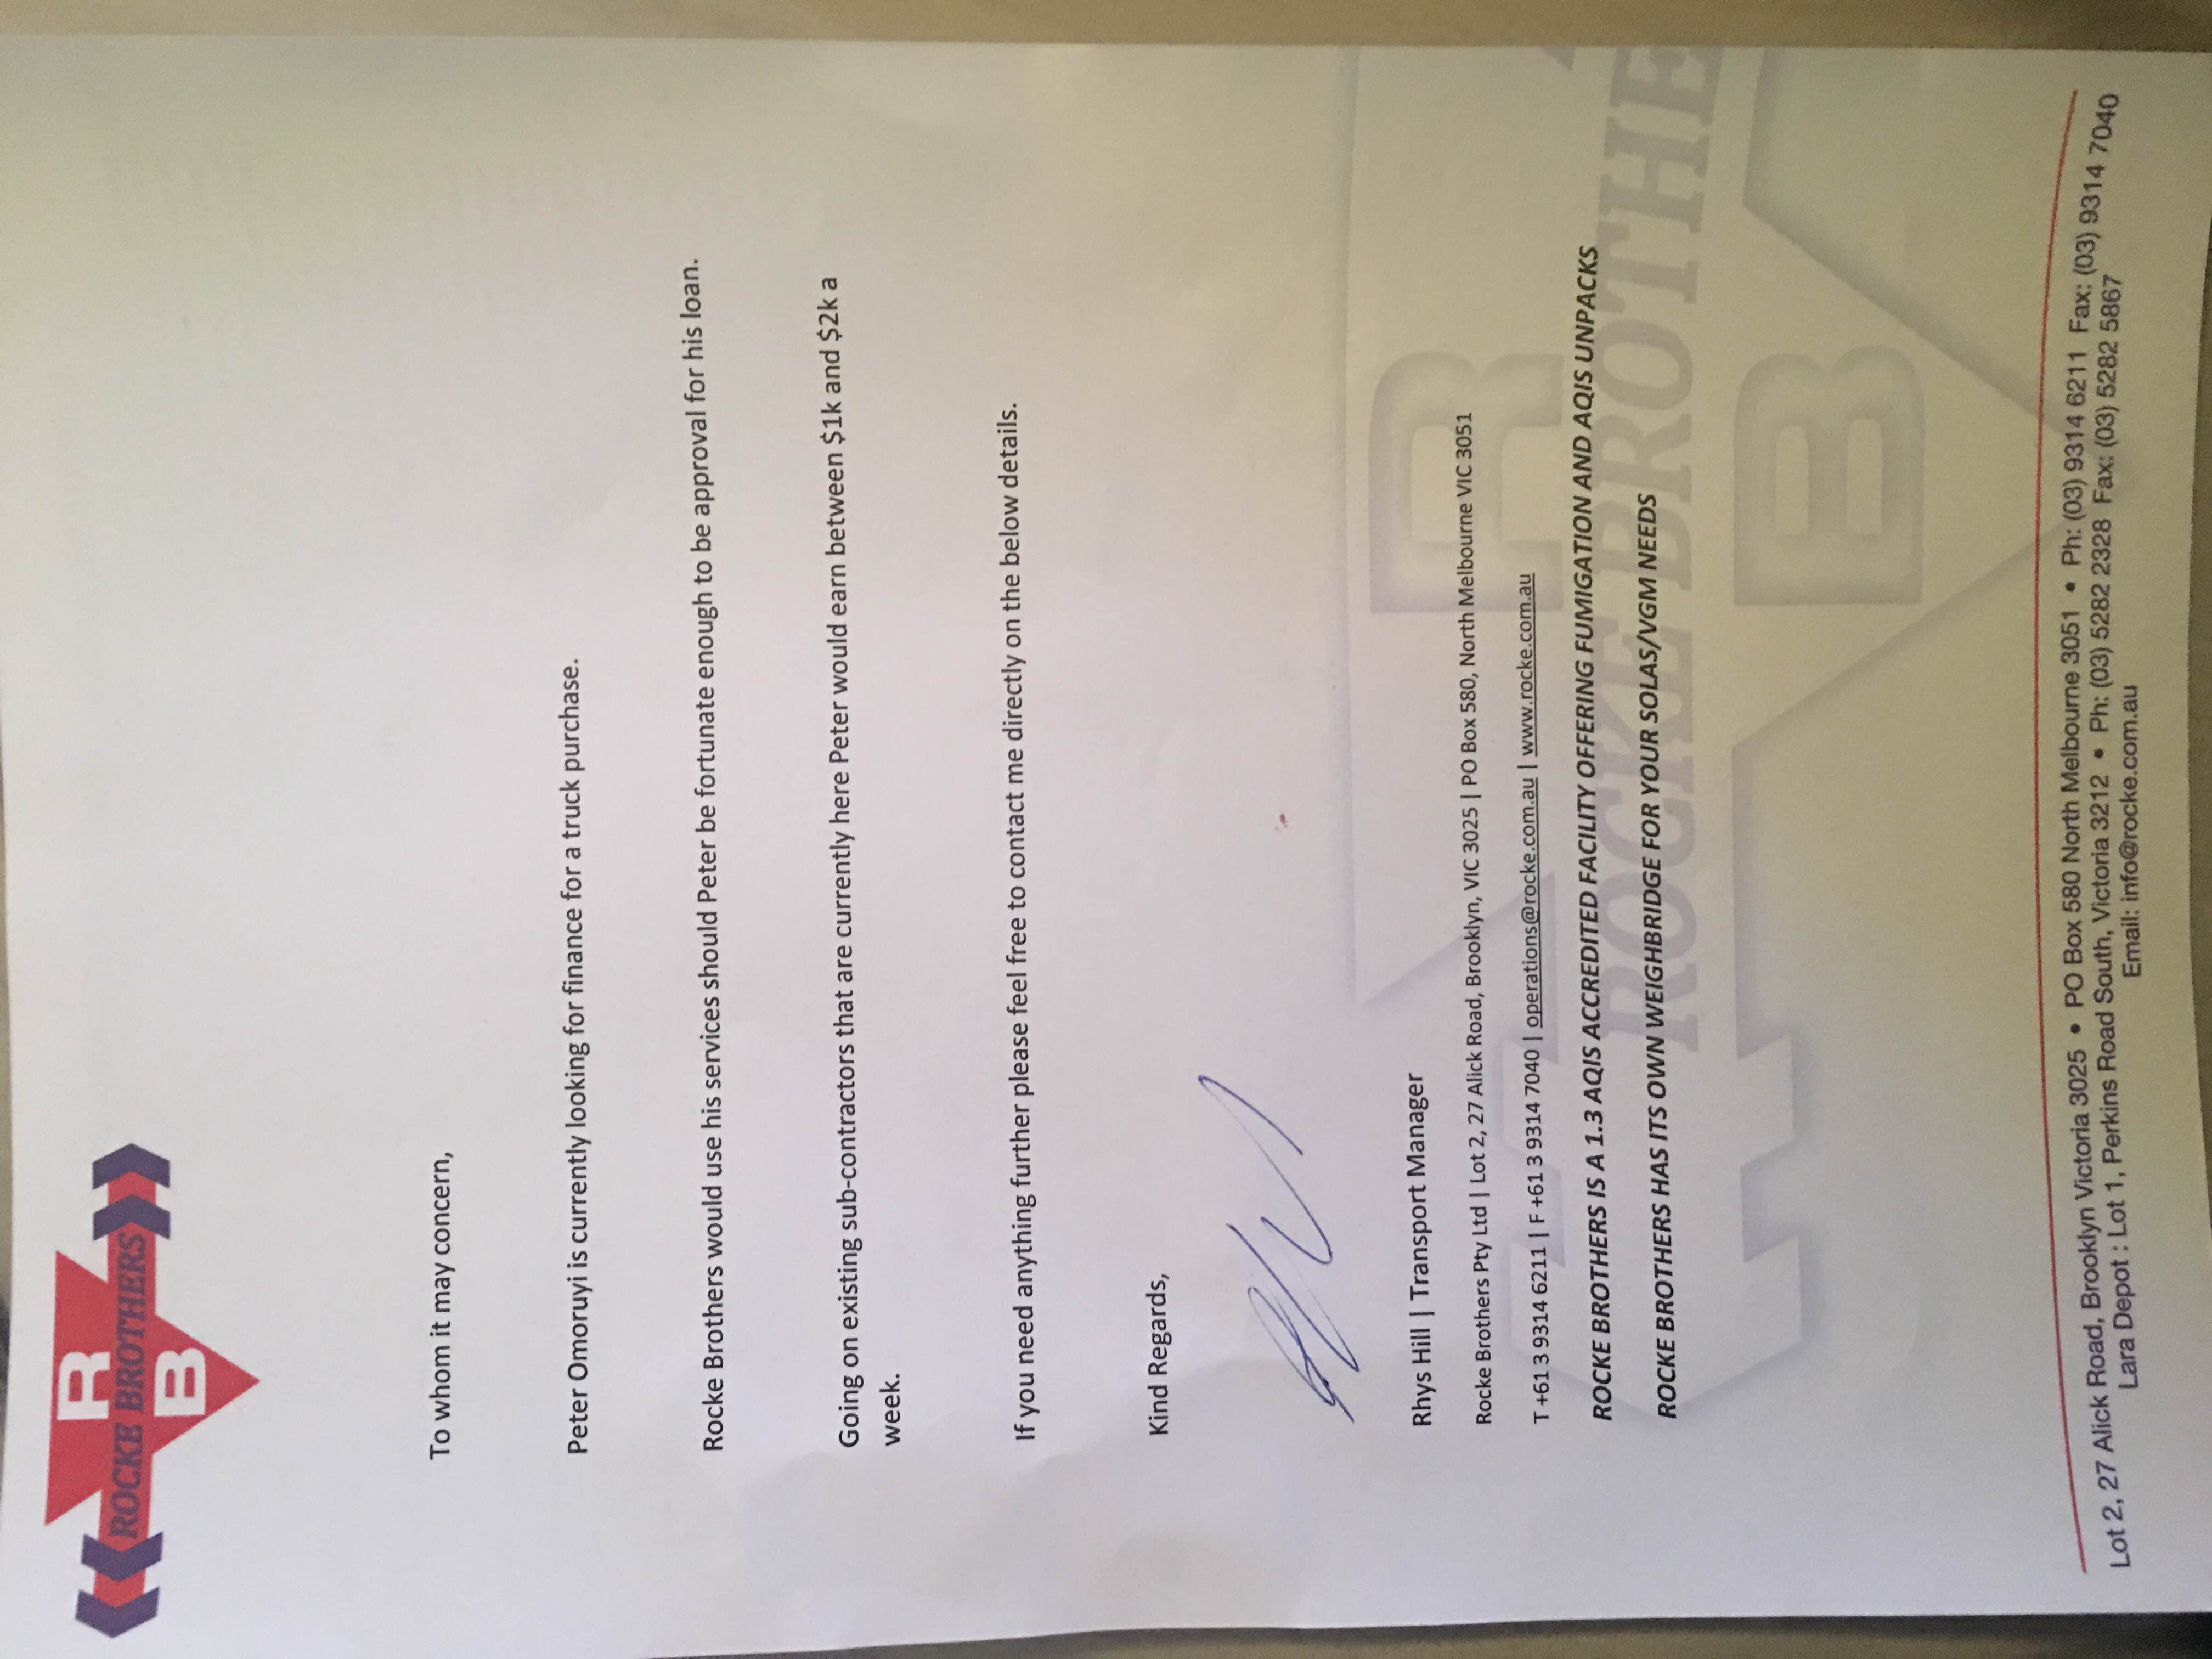 R
ROCKE BROTHERS
B
To whom it may concern,
Peter Omoruyi is currently looking for finance for a truck purchase.
Rocke Brothers would use his services should Peter be fortunate enough to be approval for his loan.
Going on existing sub-contractors that are currently here Peter would earn between $1k and $2k a
week.
If you need anything further please feel free to contact me directly on the below details.
Kind Regards,
Rhys Hill | Transport Manager
Rocke Brothers Pty Ltd | Lot 2, 27 Alick Road, Brooklyn, VIC 3025 | PO Box 580, North Melbourne VIC 3051
T +61 3 9314 6211 | F +61 3 9314 7040 | operations@rocke.com.au | www.rocke.com.au
ROCKE BROTHERS IS A 1.3 AQIS ACCREDITED FACILITY OFFERING FUMIGATION AND AQIS UNPACKS
ROCKE BROTHERS HAS ITS OWN WEIGHBRIDGE FOR YOUR SOLAS/VGM NEEDS
R
ROCKE BROTHE
B
Lot 2, 27 Alick Road, Brooklyn Victoria 3025 • PO Box 580 North Melbourne 3051 • Ph: (03) 9314 6211 Fax: (03) 9314 7040
Lara Depot : Lot 1, Perkins Road South, Victoria 3212 • Ph: (03) 5282 2328 Fax: (03) 5282 5867
Email: info@rocke.com.au